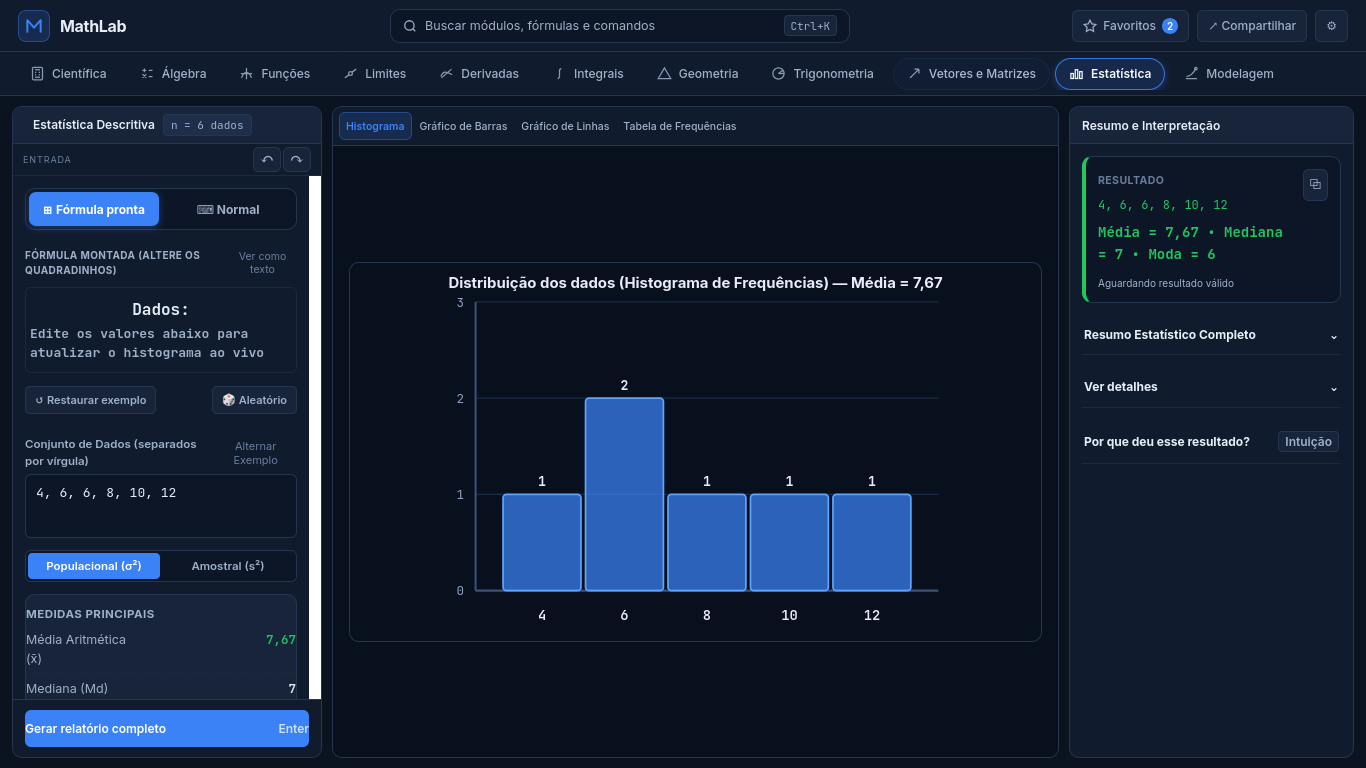 MathLab
Buscar módulos, fórmulas e comandos
Ctrl+K
Favoritos 2
Compartilhar
Científica
Álgebra
Funções
Limites
Derivadas
Integrais
Geometria
Trigonometria
Vetores e Matrizes
Estatística
Modelagem
Estatística Descritiva
n = 6 dados
ENTRADA
Fórmula pronta
Normal
FÓRMULA MONTADA (ALTERE OS
QUADRADINHOS)
Ver como
texto
Dados:
Edite os valores abaixo para
atualizar o histograma ao vivo
↺ Restaurar exemplo
Aleatório
Conjunto de Dados (separados
por vírgula)
Alternar
Exemplo
4, 6, 6, 8, 10, 12
Populacional (σ²)
Amostral (s²)
MEDIDAS PRINCIPAIS
Média Aritmética
(x̄)
7,67
Mediana (Md)
7
Gerar relatório completo
Enter
Histograma
Gráfico de Barras
Gráfico de Linhas
Tabela de Frequências
Distribuição dos dados (Histograma de Frequências) — Média = 7,67
3
2
1
0
1
2
1
1
1
4
6
8
10
12
Resumo e Interpretação
RESULTADO
4, 6, 6, 8, 10, 12
Média = 7,67 • Mediana
= 7 • Moda = 6
Aguardando resultado válido
Resumo Estatístico Completo
Ver detalhes
Por que deu esse resultado?
Intuição